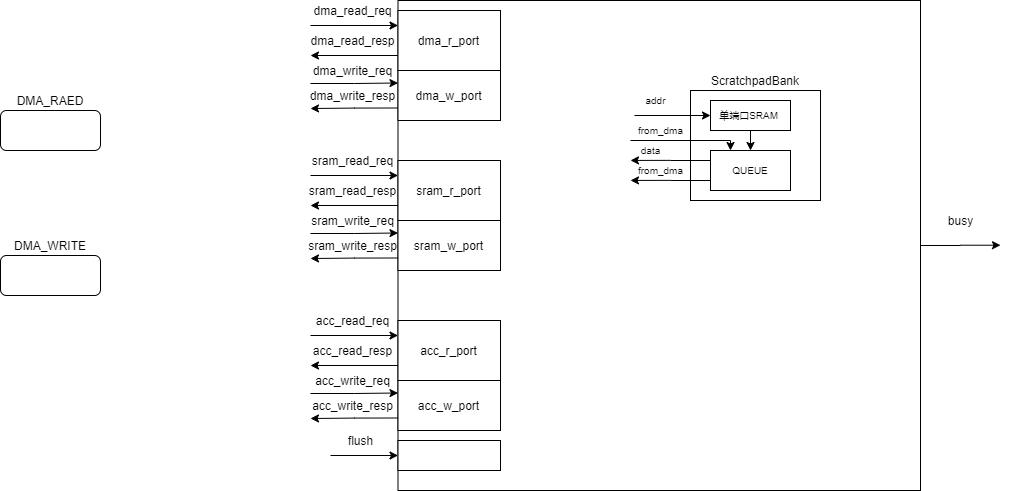 dma_read_req
dma_read_resp
dma_r_port
dma_write_req
dma_write_resp
dma_w_port
DMA_RAED
ScratchpadBank
addr
单端口SRAM
from_dma
data
from_dma
QUEUE
sram_read_req
sram_read_resp
sram_r_port
sram_write_req
sram_write_resp
sram_w_port
DMA_WRITE
busy
acc_read_req
acc_read_resp
acc_r_port
acc_write_req
acc_write_resp
acc_w_port
flush